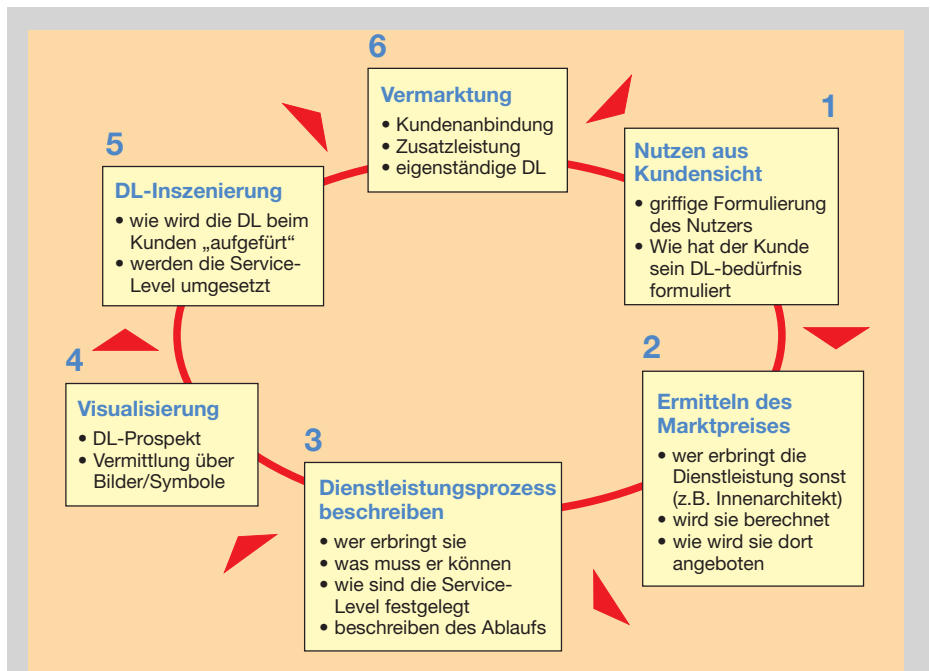 1
Nutzen aus
Kundensicht
• griffige Formulierung
des Nutzers
• Wie hat der Kunde
sein DL-bedürfnis
formuliert
2
Ermitteln des
Marktpreises
• wer erbringt die
Dienstleistung sonst
(z.B. Innenarchitekt)
• wird sie berechnet
• wie wird sie dort
angeboten
3
Dienstleistungsprozess
beschreiben
• wer erbringt sie
• was muss er können
• wie sind die Service-
Level festgelegt
• beschreiben des Ablaufs
4
Visualisierung
• DL-Prospekt
• Vermittlung über
Bilder/Symbole
5
DL-Inszenierung
• wie wird die DL beim
Kunden „aufgefürt“
• werden die Service-
Level umgesetzt
6
Vermarktung
• Kundenanbindung
• Zusatzleistung
• eigenständige DL